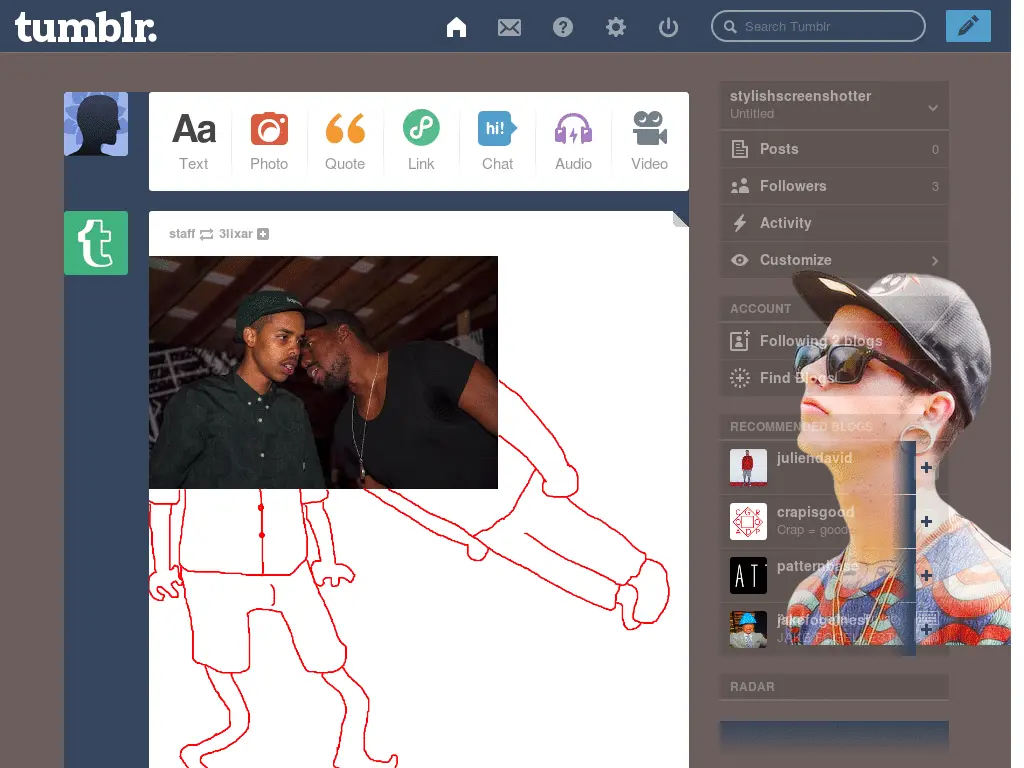 tumblr.
Search Tumblr
Aa
hi!
Text
Photo
Quote
Link
Chat
Audio
Video
staff 3lixar
stylishscreenshotter
Untitled
Posts 0
Followers 3
Activity
Customize
ACCOUNT
Following 2 blogs
Find Blogs
RECOMMENDED BLOGS
juliendavid
crapisgood
Crap = good
patternbase
jakefogelnest
JAKE FOGELNEST
RADAR